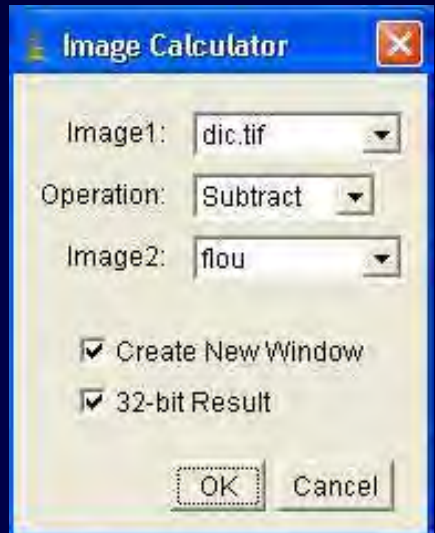 Image Calculator
Image1: dic.tif
Operation: Subtract
Image2: flou
Create New Window
32-bit Result
OK Cancel